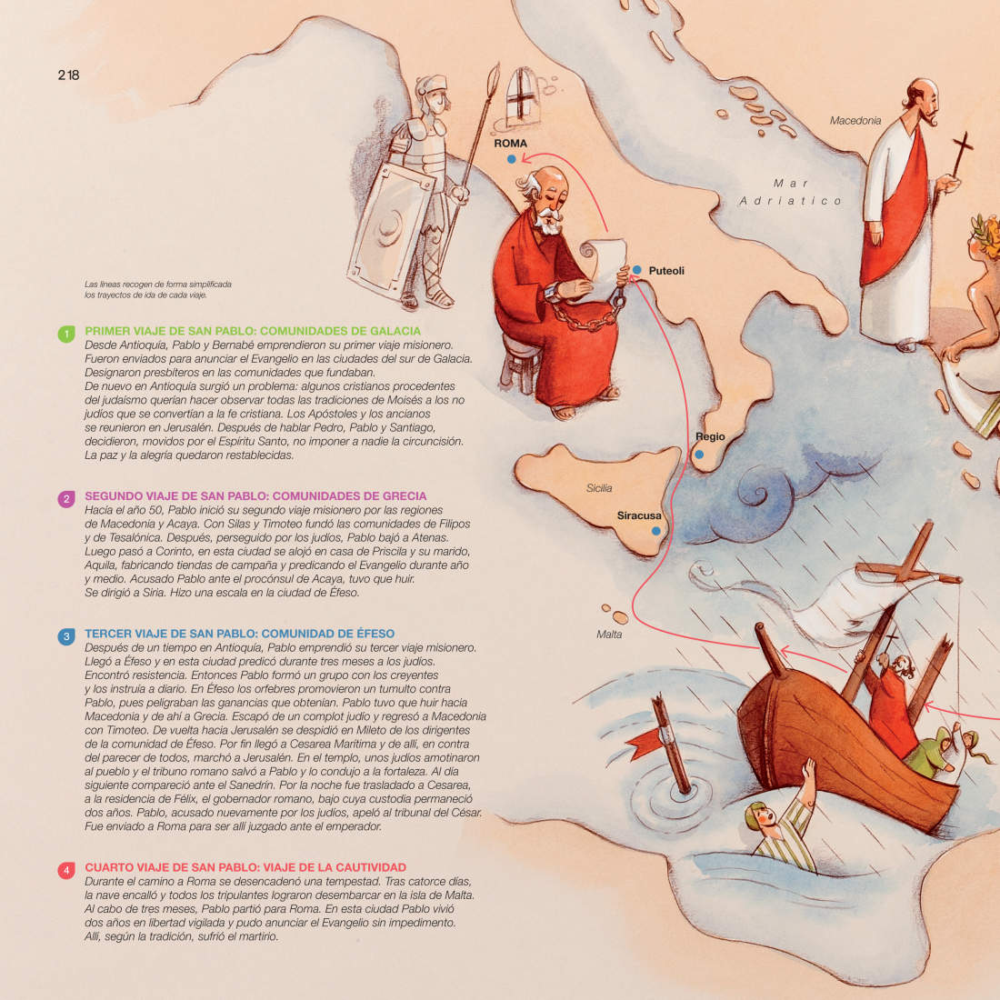 218
ROMA
Macedonia
Mar
Adriatico
Puteoli
Regio
Sicilia
Siracusa
Malta
Las líneas recogen de forma simplificada
los trayectos de ida de cada viaje.
1 PRIMER VIAJE DE SAN PABLO: COMUNIDADES DE GALACIA
Desde Antioquía, Pablo y Bernabé emprendieron su primer viaje misionero.
Fueron enviados para anunciar el Evangelio en las ciudades del sur de Galacia.
Designaron presbíteros en las comunidades que fundaban.
De nuevo en Antioquía surgió un problema: algunos cristianos procedentes
del judaísmo querían hacer observar todas las tradiciones de Moisés a los no
judíos que se convertían a la fe cristiana. Los Apóstoles y los ancianos
se reunieron en Jerusalén. Después de hablar Pedro, Pablo y Santiago,
decidieron, movidos por el Espíritu Santo, no imponer a nadie la circuncisión.
La paz y la alegría quedaron restablecidas.
2 SEGUNDO VIAJE DE SAN PABLO: COMUNIDADES DE GRECIA
Hacía el año 50, Pablo inició su segundo viaje misionero por las regiones
de Macedonia y Acaya. Con Silas y Timoteo fundó las comunidades de Filipos
y de Tesalónica. Después, perseguido por los judíos, Pablo bajó a Atenas.
Luego pasó a Corinto, en esta ciudad se alojó en casa de Priscila y su marido,
Aquila, fabricando tiendas de campaña y predicando el Evangelio durante año
y medio. Acusado Pablo ante el procónsul de Acaya, tuvo que huir.
Se dirigió a Siria. Hizo una escala en la ciudad de Éfeso.
3 TERCER VIAJE DE SAN PABLO: COMUNIDAD DE ÉFESO
Después de un tiempo en Antioquía, Pablo emprendió su tercer viaje misionero.
Llegó a Éfeso y en esta ciudad predicó durante tres meses a los judíos.
Encontró resistencia. Entonces Pablo formó un grupo con los creyentes
y los instruía a diario. En Éfeso los orfebres promovieron un tumulto contra
Pablo, pues peligraban las ganancias que obtenían. Pablo tuvo que huir hacia
Macedonia y de ahí a Grecia. Escapó de un complot judío y regresó a Macedonia
con Timoteo. De vuelta hacia Jerusalén se despidió en Mileto de los dirigentes
de la comunidad de Éfeso. Por fin llegó a Cesarea Marítima y de allí, en contra
del parecer de todos, marchó a Jerusalén. En el templo, unos judíos amotinaron
al pueblo y el tribuno romano salvó a Pablo y lo condujo a la fortaleza. Al día
siguiente compareció ante el Sanedrín. Por la noche fue trasladado a Cesarea,
a la residencia de Félix, el gobernador romano, bajo cuya custodia permaneció
dos años. Pablo, acusado nuevamente por los judíos, apeló al tribunal del César.
Fue enviado a Roma para ser allí juzgado ante el emperador.
4 CUARTO VIAJE DE SAN PABLO: VIAJE DE LA CAUTIVIDAD
Durante el camino a Roma se desencadenó una tempestad. Tras catorce días,
la nave encalló y todos los tripulantes lograron desembarcar en la isla de Malta.
Al cabo de tres meses, Pablo partió para Roma. En esta ciudad Pablo vivió
dos años en libertad vigilada y pudo anunciar el Evangelio sin impedimento.
Allí, según la tradición, sufrió el martirio.